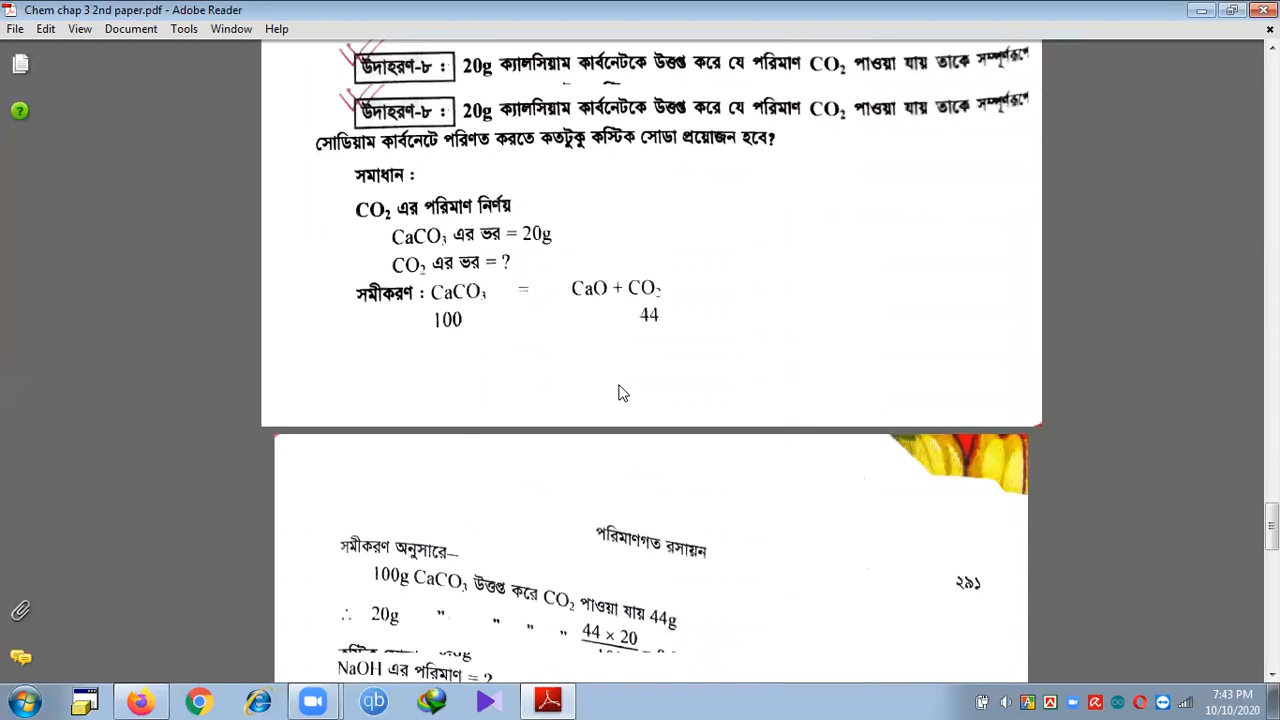 Chem chap 3 2nd paper.pdf - Adobe Reader
File Edit View Document Tools Window Help
উদাহরণ-৮ : 20g ক্যালসিয়াম কার্বনেটকে উত্তপ্ত করে যে পরিমাণ CO₂ পাওয়া যায় তাকে সম্পূর্ণরূপে
উদাহরণ-৮ : 20g ক্যালসিয়াম কার্বনেটকে উত্তপ্ত করে যে পরিমাণ CO₂ পাওয়া যায় তাকে সম্পূর্ণরূপে
সোডিয়াম কার্বনেটে পরিণত করতে কতটুকু কস্টিক সোডা প্রয়োজন হবে?
সমাধান :
CO₂ এর পরিমাণ নির্ণয়
CaCO₃ এর ভর = 20g
CO₂ এর ভর = ?
সমীকরণ : CaCO₃ = CaO + CO₂
100 44
পরিমাণগত রসায়ন
২৯১
সমীকরণ অনুসারে–
100g CaCO₃ উত্তপ্ত করে CO₂ পাওয়া যায় 44g
∴ 20g " " " " 44 × 20
NaOH এর পরিমাণ = ?
qb
7:43 PM
10/10/2020